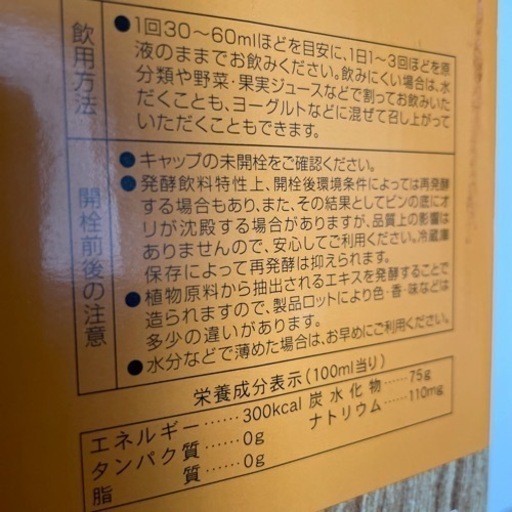 飲用方法
●1回30～60mlほどを目安に、1日1～3回ほどを原
液のままでお飲みください。飲みにくい場合は、水
分類や野菜・果実ジュースなどで割ってお飲みいた
だくことも、ヨーグルトなどに混ぜて召し上がって
いただくこともできます。
開栓前後の注意
●キャップの未開栓をご確認ください。
●発酵飲料特性上、開栓後環境条件によっては再発酵
する場合もあり、また、その結果としてビンの底にオ
リが沈殿する場合がありますが、品質上の影響は
ありませんので、安心してご利用ください。冷蔵庫
保存によって再発酵は抑えられます。
●植物原料から抽出されるエキスを発酵することで
造られますので、製品ロットにより色・香・味などは
多少の違いがあります。
●水分などで薄めた場合は、お早めにご利用ください。
栄養成分表示（100ml当り）
エネルギー……300kcal 炭水化物……75g
タンパク質……0g ナトリウム……110mg
脂質……0g